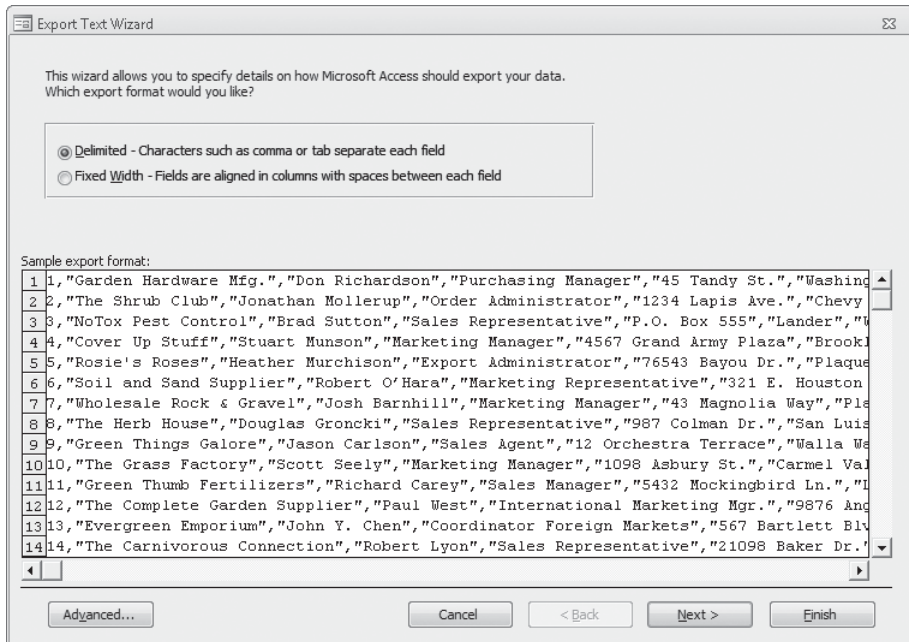 Export Text Wizard
This wizard allows you to specify details on how Microsoft Access should export your data.
Which export format would you like?
Delimited - Characters such as comma or tab separate each field
Fixed Width - Fields are aligned in columns with spaces between each field
Sample export format:
1 1,"Garden Hardware Mfg.","Don Richardson","Purchasing Manager","45 Tandy St.","Washing
2 2,"The Shrub Club","Jonathan Mollerup","Order Administrator","1234 Lapis Ave.","Chevy
3 3,"NoTox Pest Control","Brad Sutton","Sales Representative","P.O. Box 555","Lander","W
4 4,"Cover Up Stuff","Stuart Munson","Marketing Manager","4567 Grand Army Plaza","Brookl
5 5,"Rosie's Roses","Heather Murchison","Export Administrator","76543 Bayou Dr.","Plaque
6 6,"Soil and Sand Supplier","Robert O'Hara","Marketing Representative","321 E. Houston
7 7,"Wholesale Rock & Gravel","Josh Barnhill","Marketing Manager","43 Magnolia Way","Ple
8 8,"The Herb House","Douglas Groncki","Sales Representative","987 Colman Dr.","San Luis
9 9,"Green Things Galore","Jason Carlson","Sales Agent","12 Orchestra Terrace","Walla Wa
10 10,"The Grass Factory","Scott Seely","Marketing Manager","1098 Asbury St.","Carmel Val
11 11,"Green Thumb Fertilizers","Richard Carey","Sales Manager","5432 Mockingbird Ln.","L
12 12,"The Complete Garden Supplier","Paul West","International Marketing Mgr.","9876 Ang
13 13,"Evergreen Emporium","John Y. Chen","Coordinator Foreign Markets","567 Bartlett Blv
14 14,"The Carnivorous Connection","Robert Lyon","Sales Representative","21098 Baker Dr."
Advanced... Cancel < Back Next > Finish